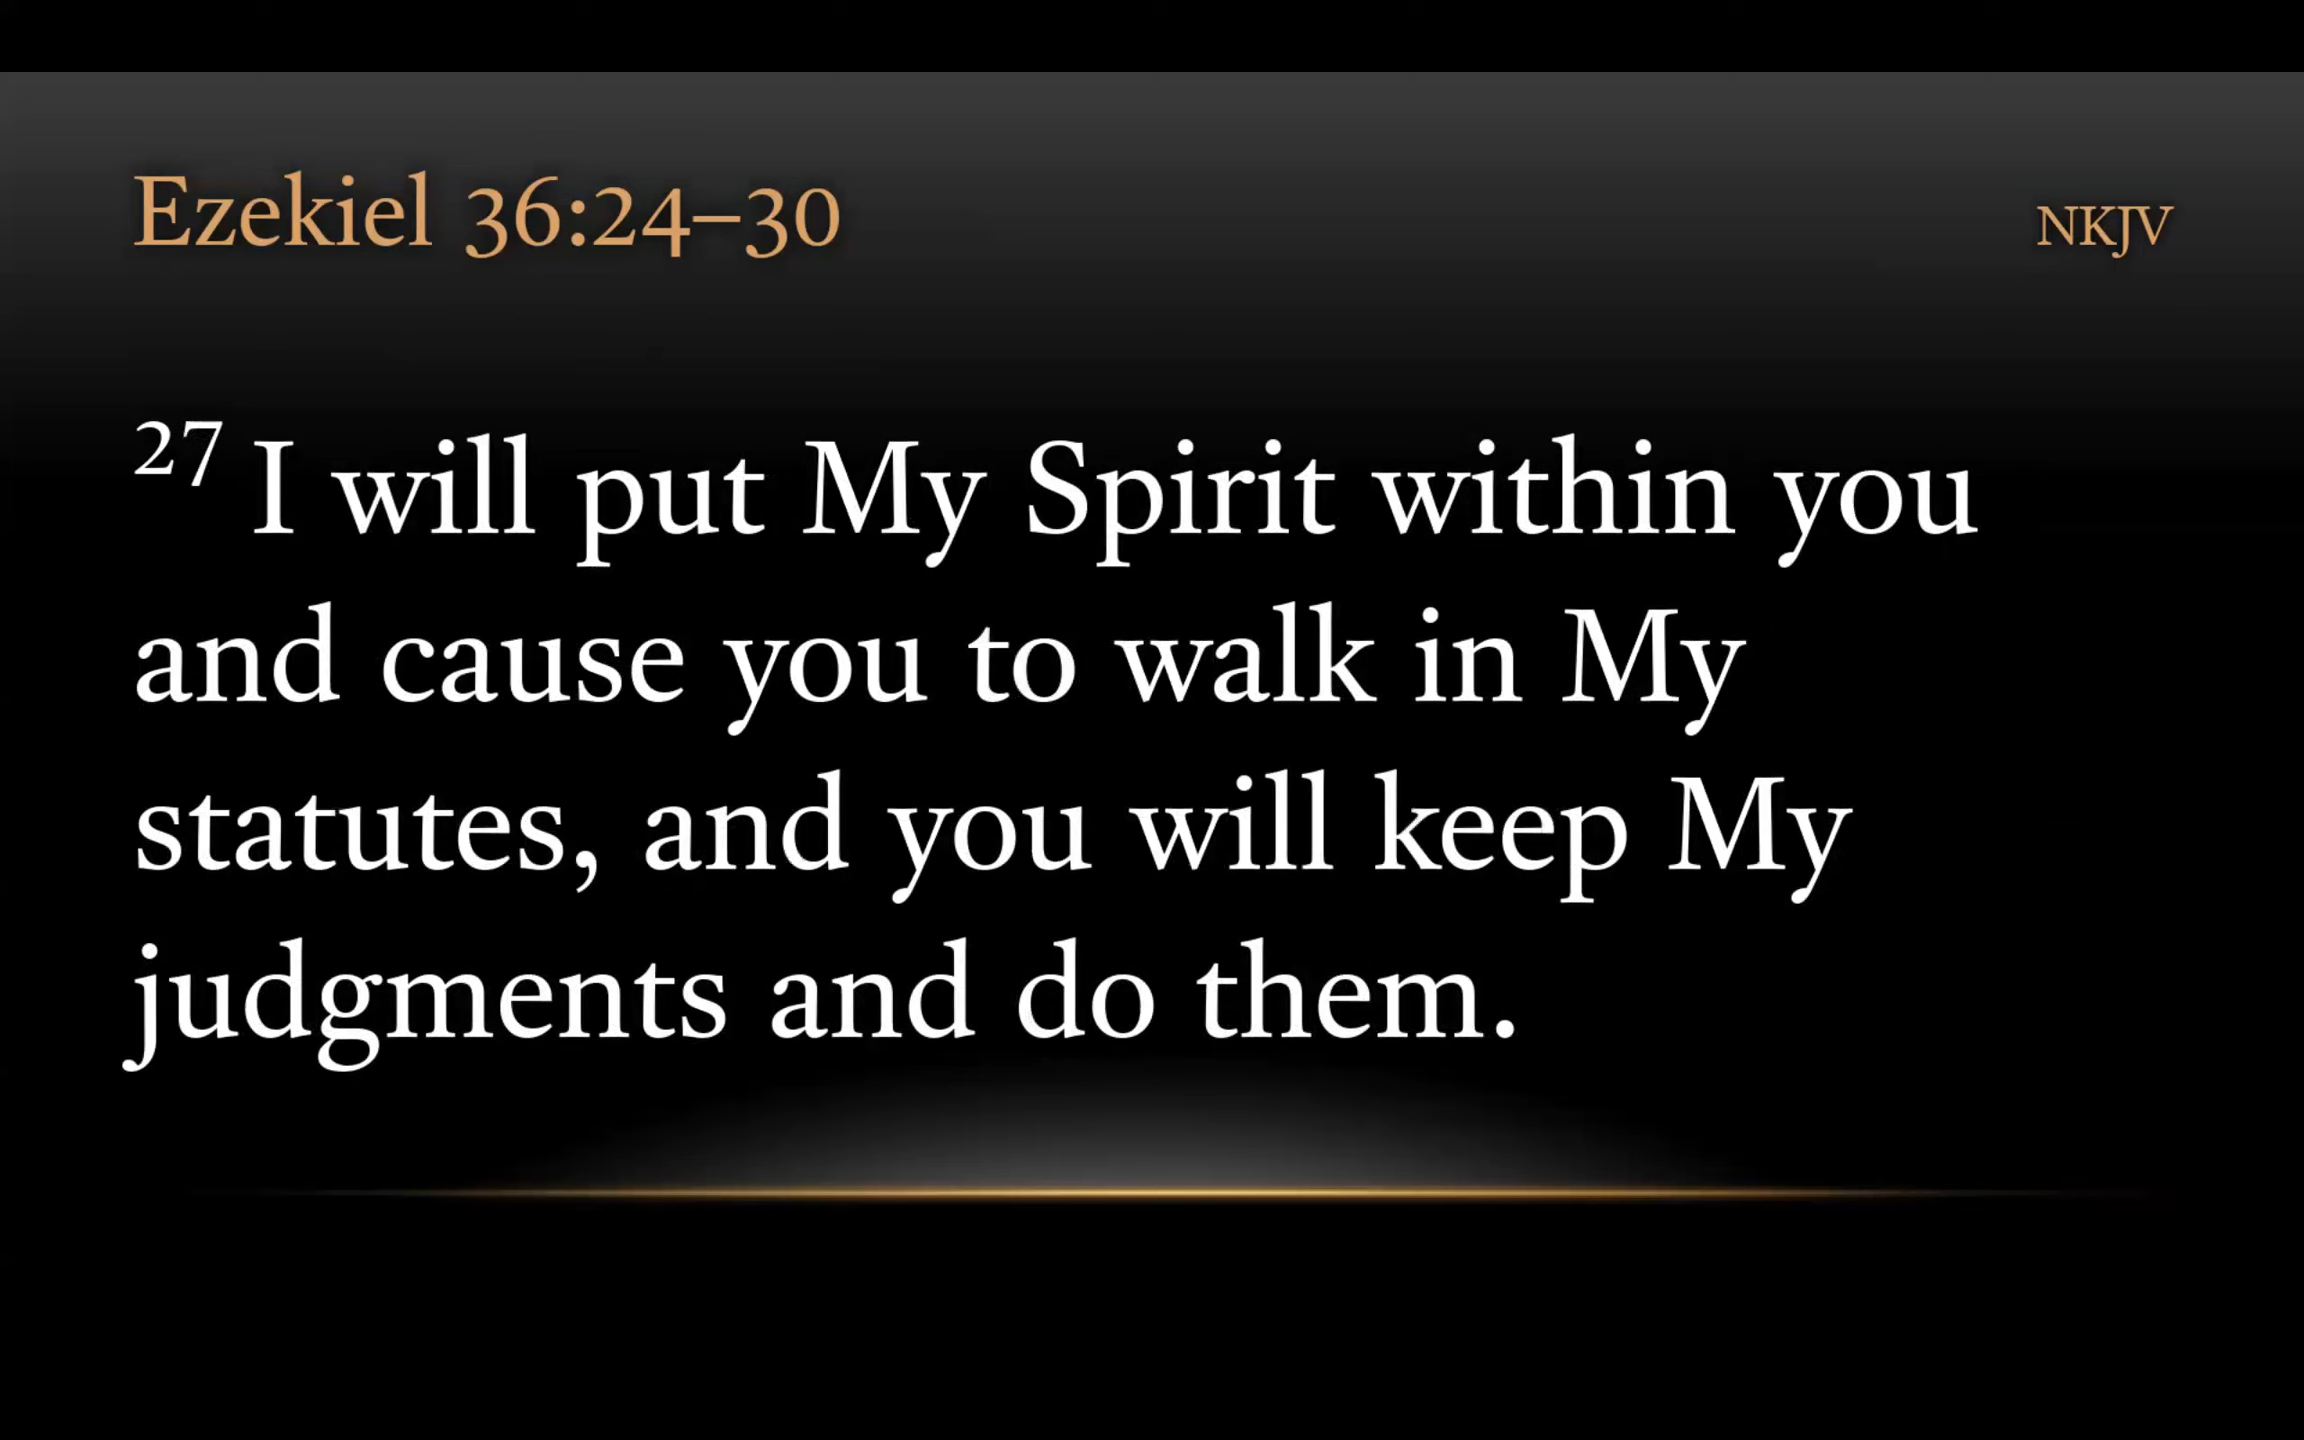 Ezekiel 36:24–30
NKJV
27 I will put My Spirit within you
and cause you to walk in My
statutes, and you will keep My
judgments and do them.